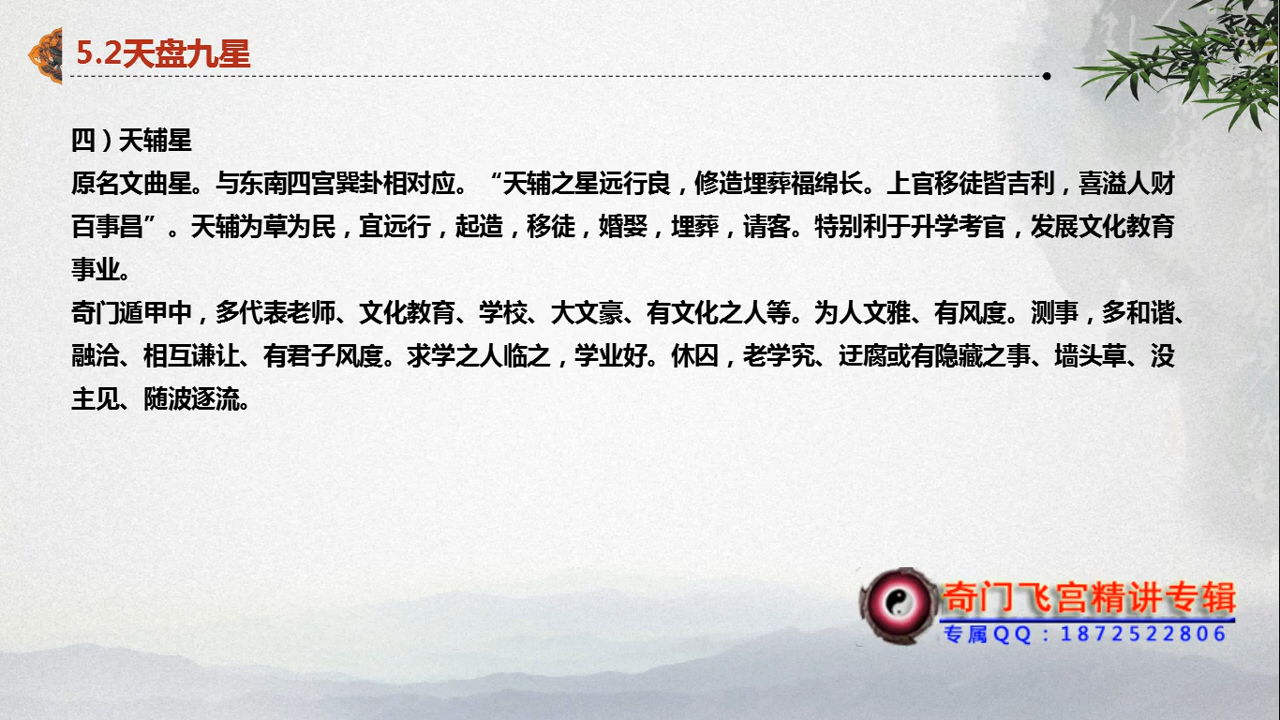 5.2天盘九星
四）天辅星
原名文曲星。与东南四宫巽卦相对应。“天辅之星远行良，修造埋葬福绵长。上官移徒皆吉利，喜溢人财
百事昌”。天辅为草为民，宜远行，起造，移徒，婚娶，埋葬，请客。特别利于升学考官，发展文化教育
事业。
奇门遁甲中，多代表老师、文化教育、学校、大文豪、有文化之人等。为人文雅、有风度。测事，多和谐、
融洽、相互谦让、有君子风度。求学之人临之，学业好。休囚，老学究、迂腐或有隐藏之事、墙头草、没
主见、随波逐流。
奇门飞宫精讲专辑
专属QQ：1872522806